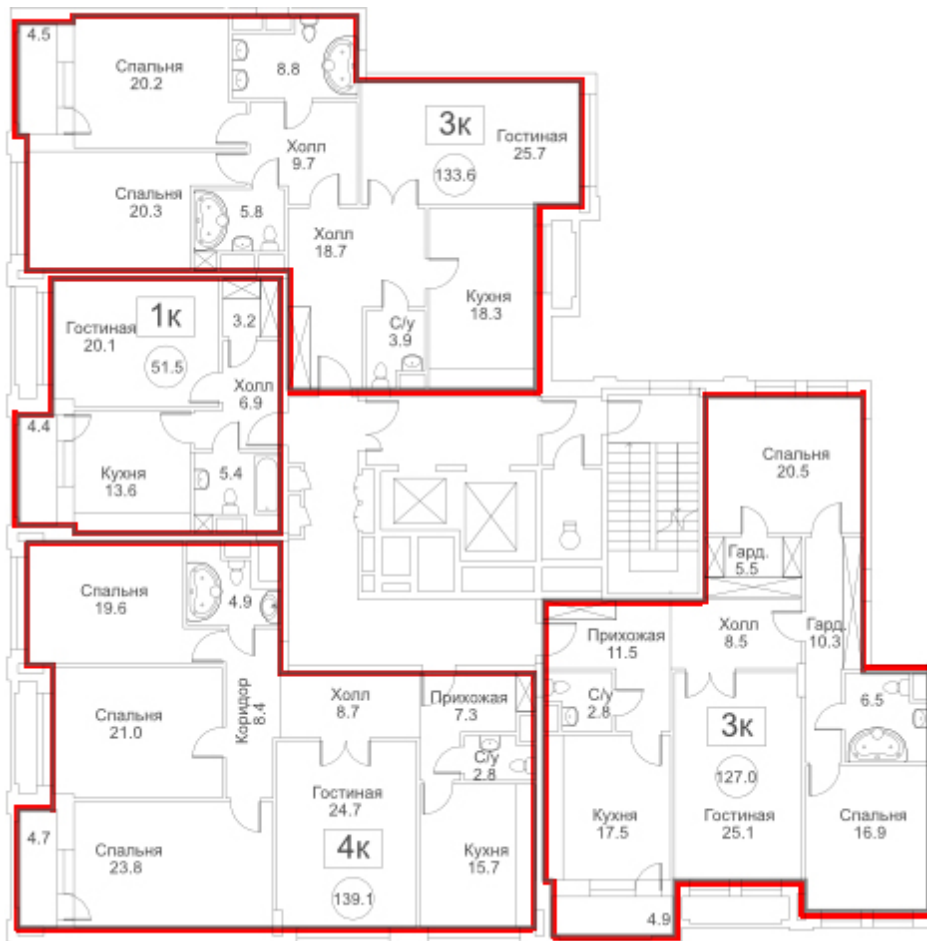 4.5
Спальня
20.2
8.8
3к
133.6
Гостиная
25.7
Холл
9.7
Спальня
20.3
5.8
Холл
18.7
Кухня
18.3
С/у
3.9
1к
Гостиная
20.1
51.5
3.2
Холл
6.9
4.4
Кухня
13.6
5.4
Спальня
19.6
4.9
Спальня
21.0
Коридор
8.4
Холл
8.7
Прихожая
7.3
С/у
2.8
Гостиная
24.7
4.7
Спальня
23.8
4к
139.1
Кухня
15.7
Спальня
20.5
Гард.
5.5
Гард.
10.3
Прихожая
11.5
Холл
8.5
С/у
2.8
6.5
3к
127.0
Кухня
17.5
Гостиная
25.1
Спальня
16.9
4.9